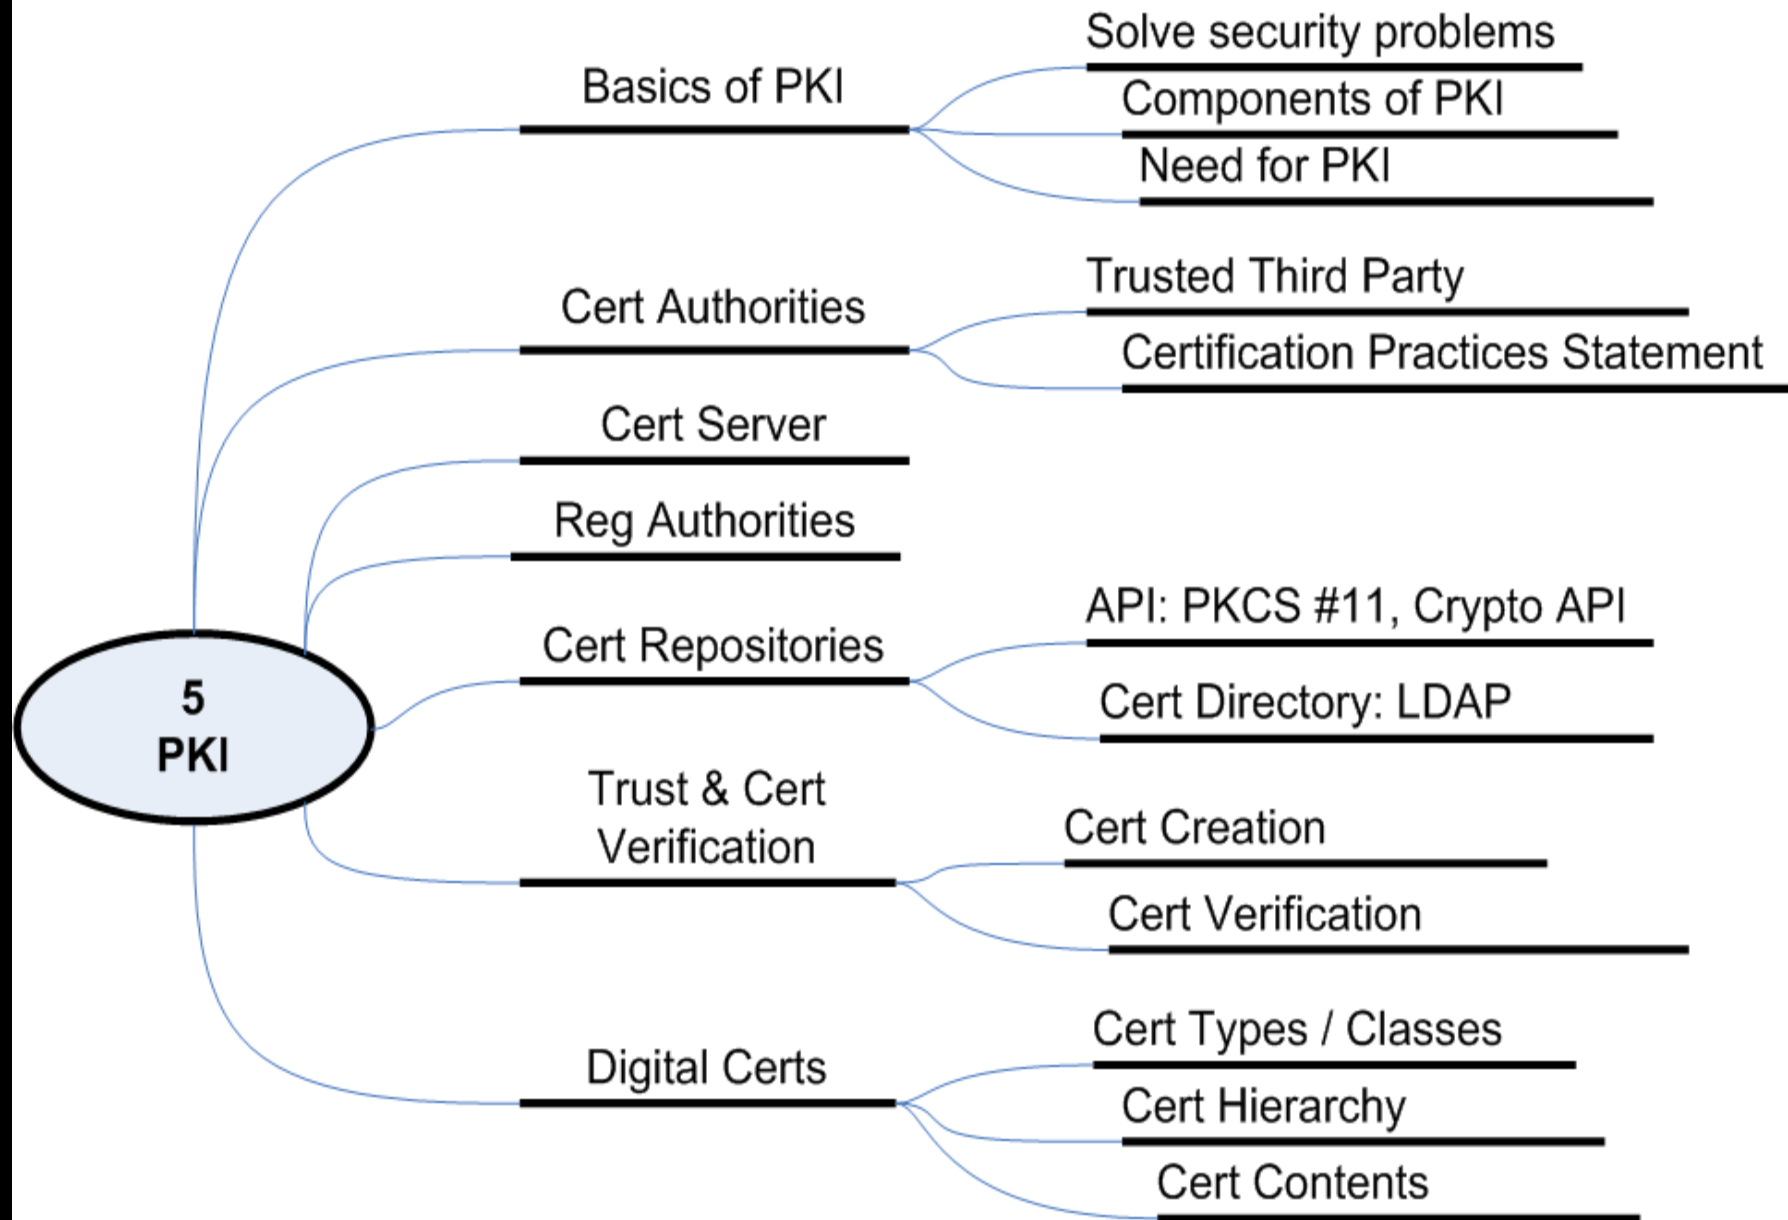 Solve security problems
Basics of PKI
Components of PKI
Need for PKI
Trusted Third Party
Cert Authorities
Certification Practices Statement
Cert Server
Reg Authorities
API: PKCS #11, Crypto API
Cert Repositories
Cert Directory: LDAP
5
PKI
Trust & Cert
Verification
Cert Creation
Cert Verification
Cert Types / Classes
Digital Certs
Cert Hierarchy
Cert Contents